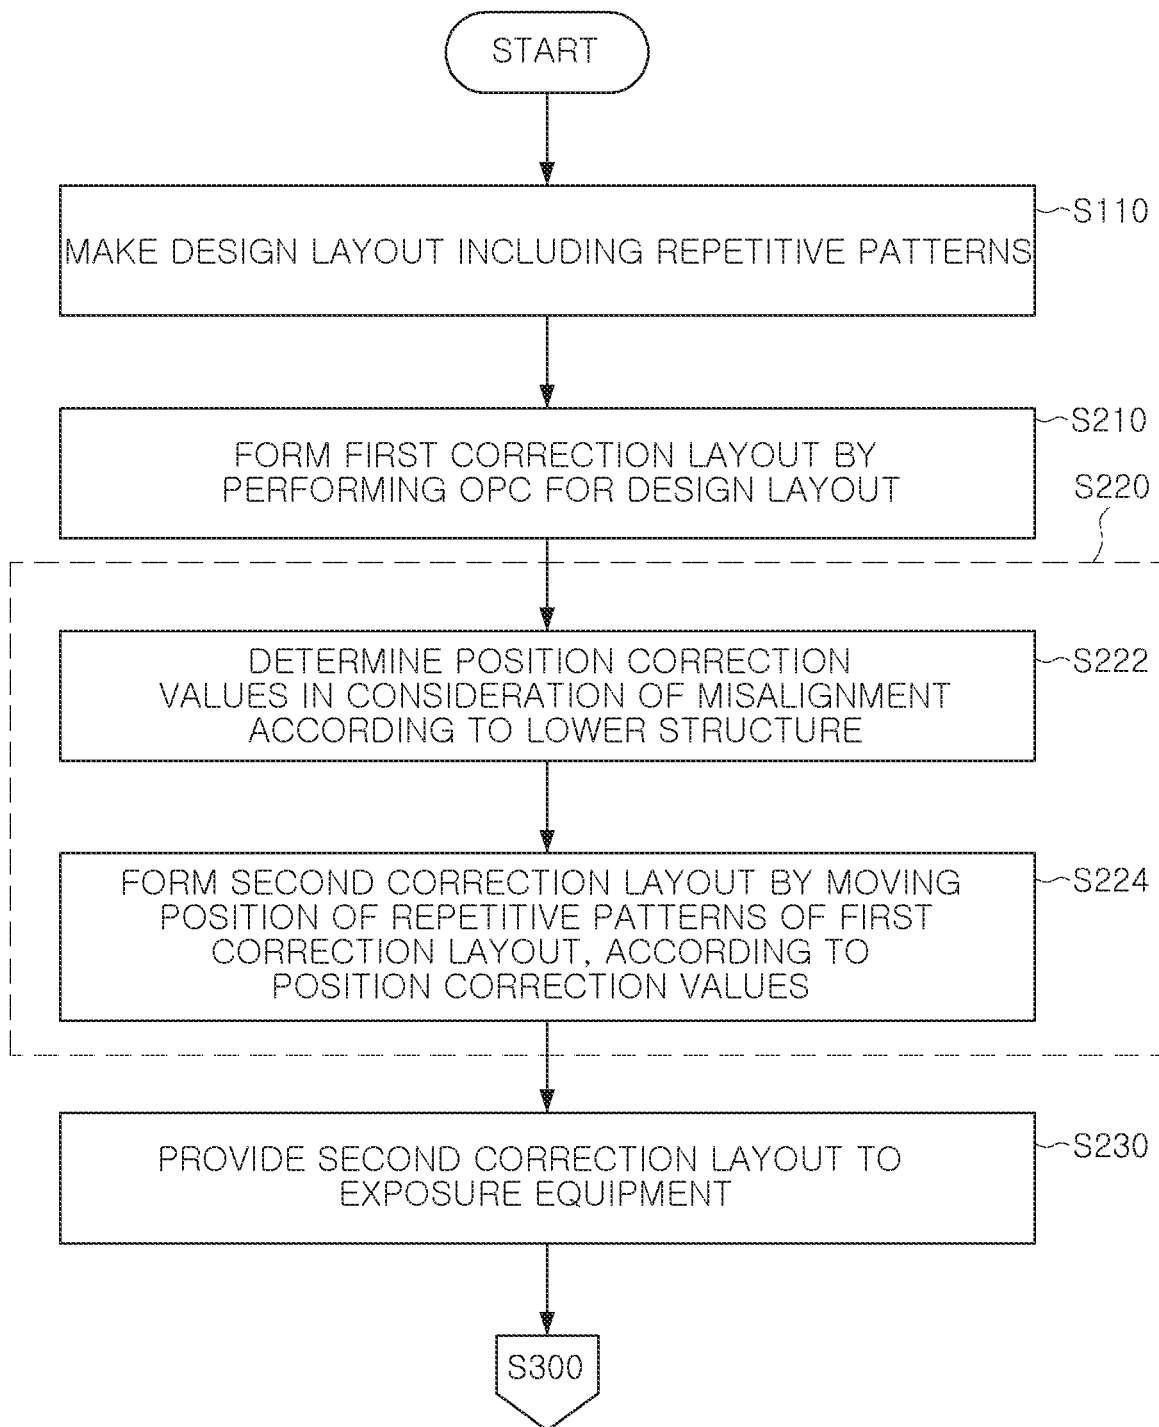 START
S110
MAKE DESIGN LAYOUT INCLUDING REPETITIVE PATTERNS
S210
FORM FIRST CORRECTION LAYOUT BY
PERFORMING OPC FOR DESIGN LAYOUT
S220
DETERMINE POSITION CORRECTION
VALUES IN CONSIDERATION OF MISALIGNMENT
ACCORDING TO LOWER STRUCTURE
S222
FORM SECOND CORRECTION LAYOUT BY MOVING
POSITION OF REPETITIVE PATTERNS OF FIRST
CORRECTION LAYOUT, ACCORDING TO
POSITION CORRECTION VALUES
S224
PROVIDE SECOND CORRECTION LAYOUT TO
EXPOSURE EQUIPMENT
S230
S300